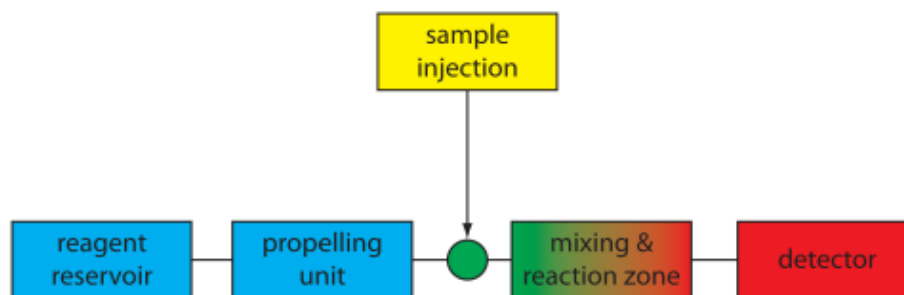 sample
injection
reagent
reservoir
propelling
unit
mixing &
reaction zone
detector